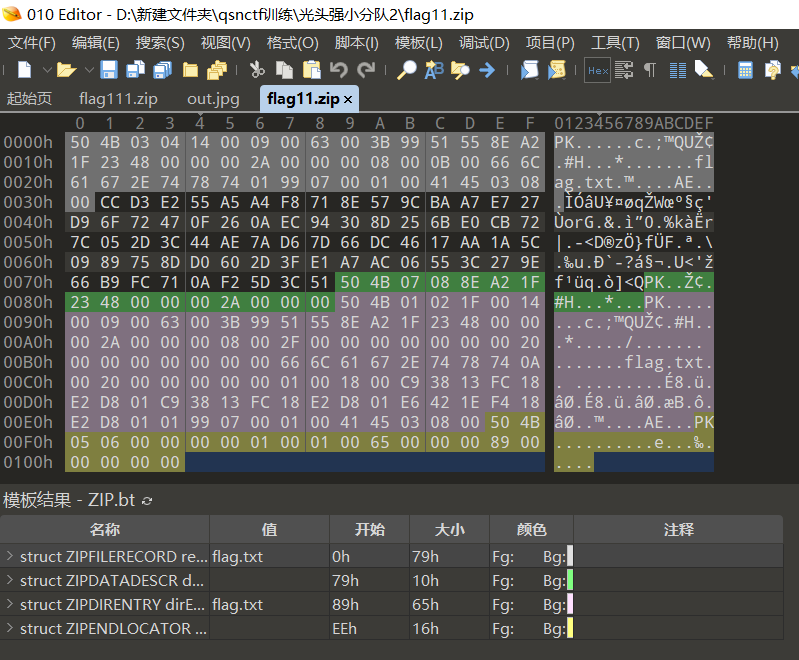 010 Editor - D:\新建文件夹\qsnctf训练\光头强小分队2\flag11.zip
文件(F) 编辑(E) 搜索(S) 视图(V) 格式(O) 脚本(I) 模板(L) 调试(D) 项目(P) 工具(T) 窗口(W) 帮助(H)
Hex
起始页 flag111.zip out.jpg flag11.zip ×
0 1 2 3 4 5 6 7 8 9 A B C D E F 0123456789ABCDEF
0000h 50 4B 03 04 14 00 09 00 63 00 3B 99 51 55 8E A2 PK......c.;™QUŽ¢
0010h 1F 23 48 00 00 00 2A 00 00 00 08 00 0B 00 66 6C .#H...*.......fl
0020h 61 67 2E 74 78 74 01 99 07 00 01 00 41 45 03 08 ag.txt.™....AE..
0030h 00 CC D3 E2 55 A5 A4 F8 71 8E 57 9C BA A7 E7 27 .ÌÓâU¥¤øqŽWœº§ç'
0040h D9 6F 72 47 0F 26 0A EC 94 30 8D 25 6B E0 CB 72 ÙorG.&.ì”0.%kàËr
0050h 7C 05 2D 3C 44 AE 7A D6 7D 66 DC 46 17 AA 1A 5C |.-<D®zÖ}fÜF.ª.\
0060h 09 89 75 8D D0 60 2D 3F E1 A7 AC 06 55 3C 27 9E .‰u.Ð`-?á§¬.U<'ž
0070h 66 B9 FC 71 0A F2 5D 3C 51 50 4B 07 08 8E A2 1F f¹üq.ò]<QPK..Ž¢.
0080h 23 48 00 00 00 2A 00 00 00 50 4B 01 02 1F 00 14 #H...*...PK.....
0090h 00 09 00 63 00 3B 99 51 55 8E A2 1F 23 48 00 00 ...c.;™QUŽ¢.#H..
00A0h 00 2A 00 00 00 08 00 2F 00 00 00 00 00 00 00 20 .*...../.......
00B0h 00 00 00 00 00 00 00 66 6C 61 67 2E 74 78 74 0A .......flag.txt.
00C0h 00 20 00 00 00 00 00 01 00 18 00 C9 38 13 FC 18 . .........É8.ü.
00D0h E2 D8 01 C9 38 13 FC 18 E2 D8 01 E6 42 1E F4 18 âØ.É8.ü.âØ.æB.ô.
00E0h E2 D8 01 01 99 07 00 01 00 41 45 03 08 00 50 4B âØ..™....AE...PK
00F0h 05 06 00 00 00 00 01 00 01 00 65 00 00 00 89 00 ..........e...‰.
0100h 00 00 00 00 ....
模板结果 - ZIP.bt
名称 值 开始 大小 颜色 注释
struct ZIPFILERECORD re... flag.txt 0h 79h Fg: Bg:
struct ZIPDATADESCR d... 79h 10h Fg: Bg:
struct ZIPDIRENTRY dirE... flag.txt 89h 65h Fg: Bg:
struct ZIPENDLOCATOR ... EEh 16h Fg: Bg: